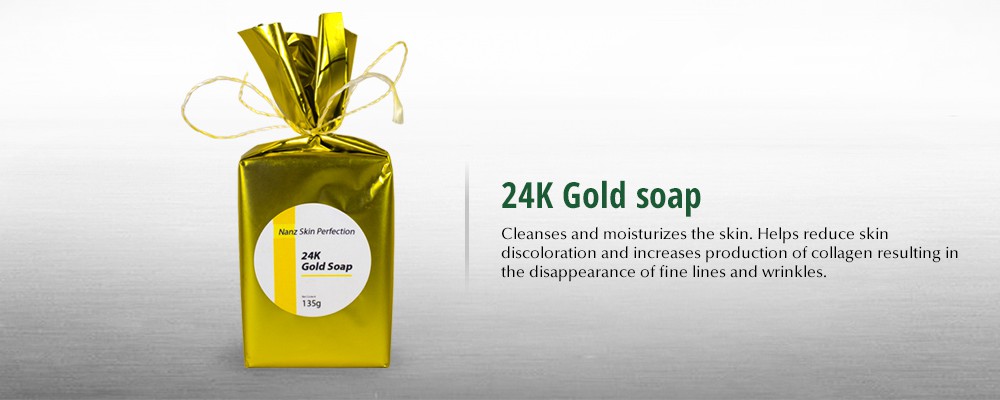 Nanz Skin Perfection
24K
Gold Soap
135g
24K Gold soap
Cleanses and moisturizes the skin. Helps reduce skin
discoloration and increases production of collagen resulting in
the disappearance of fine lines and wrinkles.